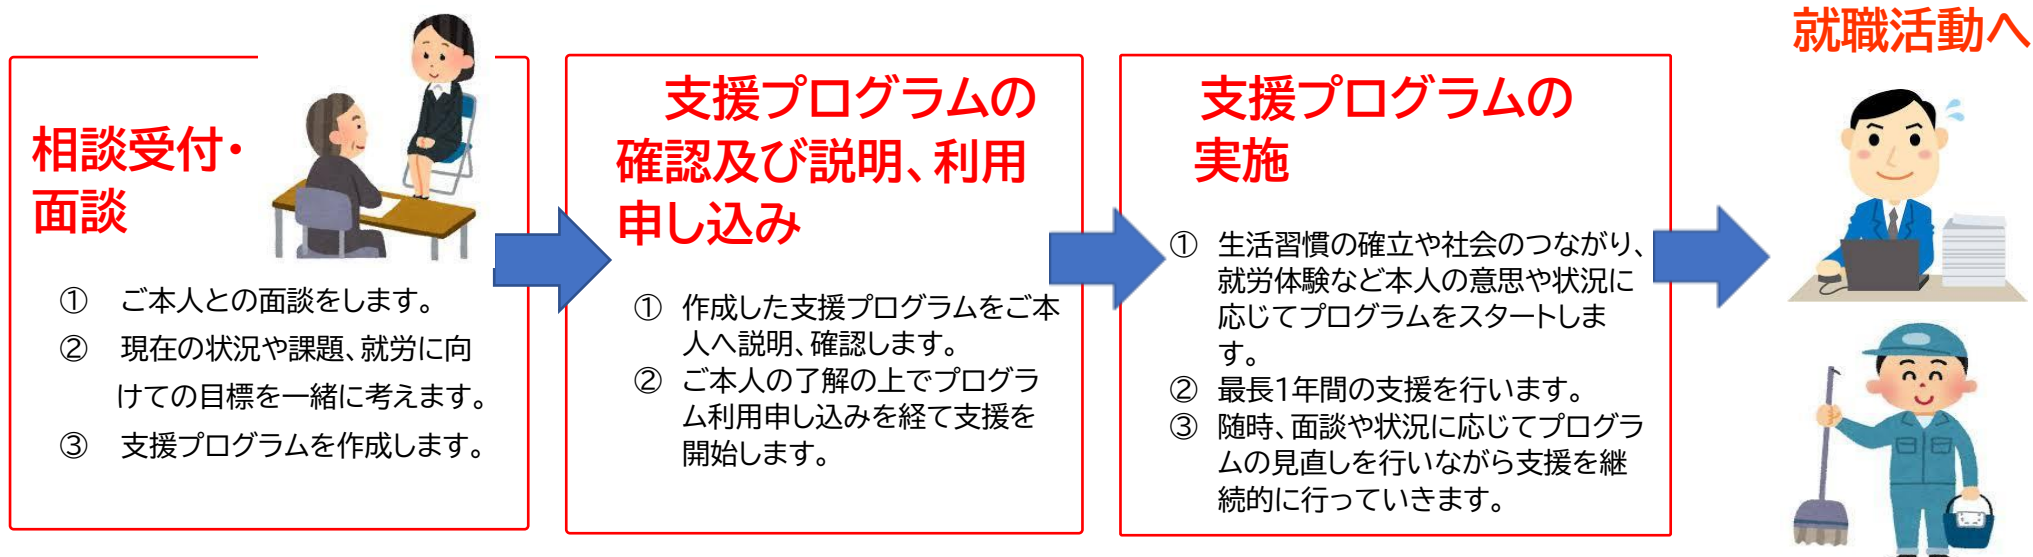 相談受付・
面談
① ご本人との面談をします。
② 現在の状況や課題、就労に向
けての目標を一緒に考えます。
③ 支援プログラムを作成します。
支援プログラムの
確認及び説明、利用
申し込み
① 作成した支援プログラムをご本
人へ説明、確認します。
② ご本人の了解の上でプログラ
ム利用申し込みを経て支援を
開始します。
支援プログラムの
実施
① 生活習慣の確立や社会のつながり、
就労体験など本人の意思や状況に
応じてプログラムをスタートしま
す。
② 最長1年間の支援を行います。
③ 随時、面談や状況に応じてプログラ
ムの見直しを行いながら支援を継
続的に行っていきます。
就職活動へ